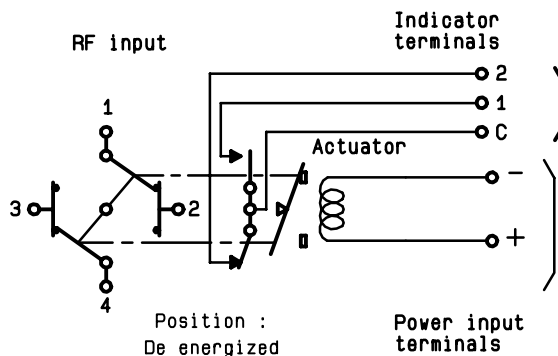 RF input
Indicator
terminals
2
1
C
Actuator
1
3
2
4
-
+
Position :
De energized
Power input
terminals